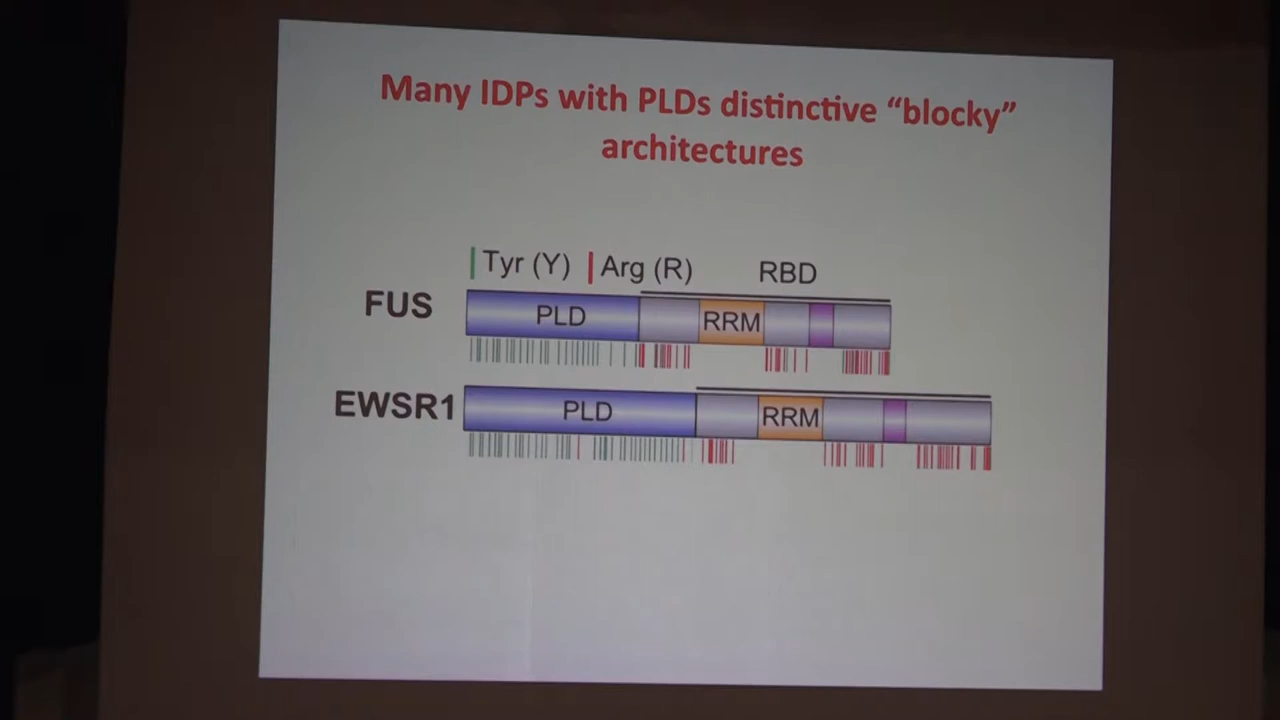 Many IDPs with PLDs distinctive “blocky”
architectures
Tyr (Y) Arg (R) RBD
FUS PLD RRM
EWSR1 PLD RRM